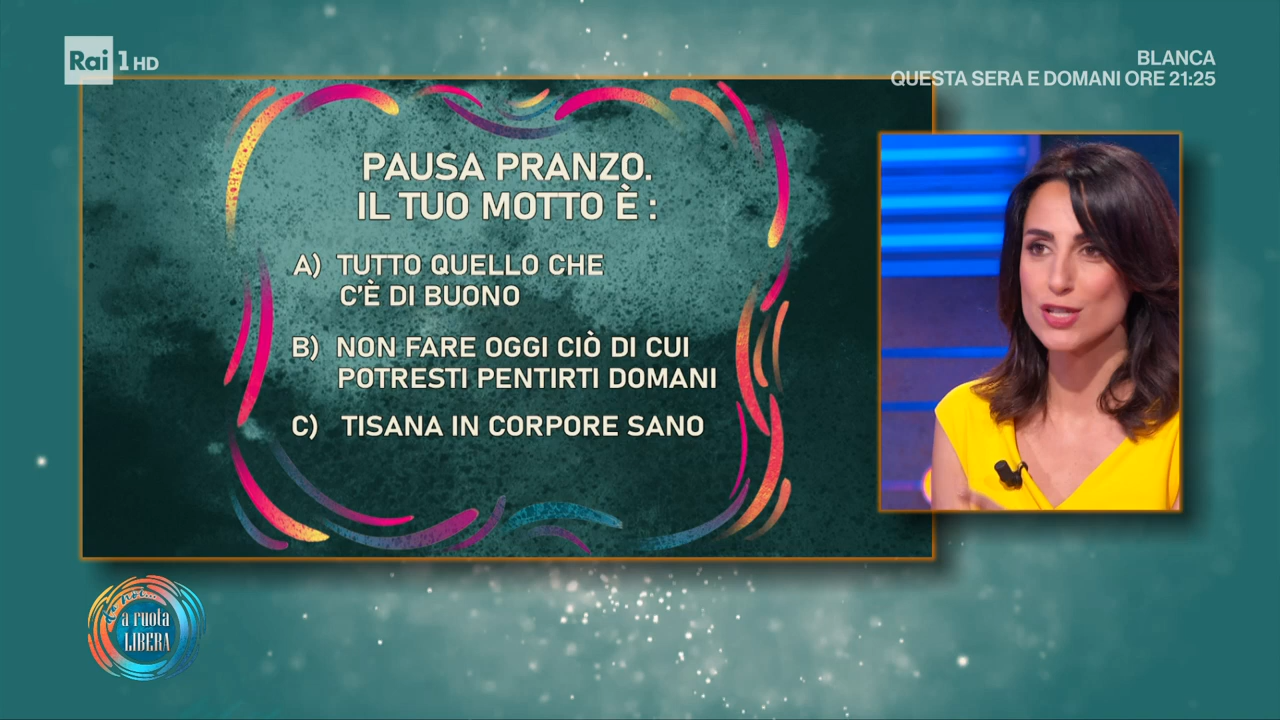 Rai 1 HD
BLANCA
QUESTA SERA E DOMANI ORE 21:25
PAUSA PRANZO.
IL TUO MOTTO È :
A) TUTTO QUELLO CHE
C'È DI BUONO
B) NON FARE OGGI CIÒ DI CUI
POTRESTI PENTIRTI DOMANI
C) TISANA IN CORPORE SANO
a ruota
LIBERA